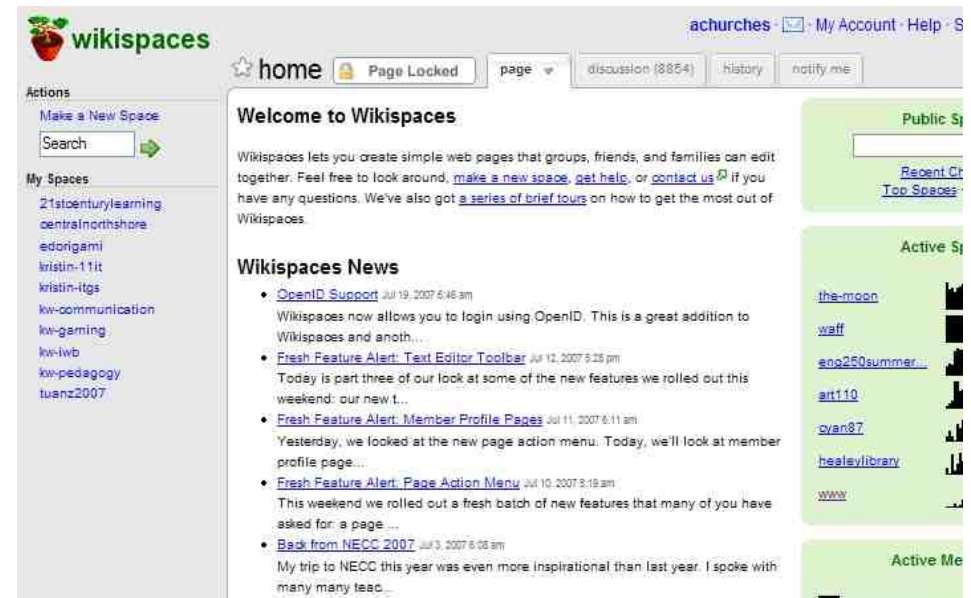 wikispaces
achurches · My Account · Help · S
home Page Locked page discussion (8854) history notify me
Actions
Make a New Space
Search
My Spaces
21stcenturylearning
centralnorthshore
edorigami
kristin-11it
kristin-itgs
kw-communication
kw-gaming
kw-iwb
kw-pedagogy
tuanz2007
Welcome to Wikispaces
Wikispaces lets you create simple web pages that groups, friends, and families can edit
together. Feel free to look around, make a new space, get help, or contact us if you
have any questions. We've also got a series of brief tours on how to get the most out of
Wikispaces.
Wikispaces News
OpenID Support Jul 19, 2007 5:46 am
Wikispaces now allows you to login using OpenID. This is a great addition to
Wikispaces and anoth...
Fresh Feature Alert: Text Editor Toolbar Jul 12, 2007 5:28 pm
Today is part three of our look at some of the new features we rolled out this
weekend: our new t...
Fresh Feature Alert: Member Profile Pages Jul 11, 2007 6:11 am
Yesterday, we looked at the new page action menu. Today, we'll look at member
profile page...
Fresh Feature Alert: Page Action Menu Jul 10, 2007 5:19 am
This weekend we rolled out a fresh batch of new features that many of you have
asked for: a page ...
Back from NECC 2007 Jul 3, 2007 6:08 am
My trip to NECC this year was even more inspirational than last year. I spoke with
many many teac...
Public Sp
Recent Ch
Top Spaces
Active Sp
the-moon
waff
eng250summer...
art110
cyan87
healeylibrary
www
Active Me